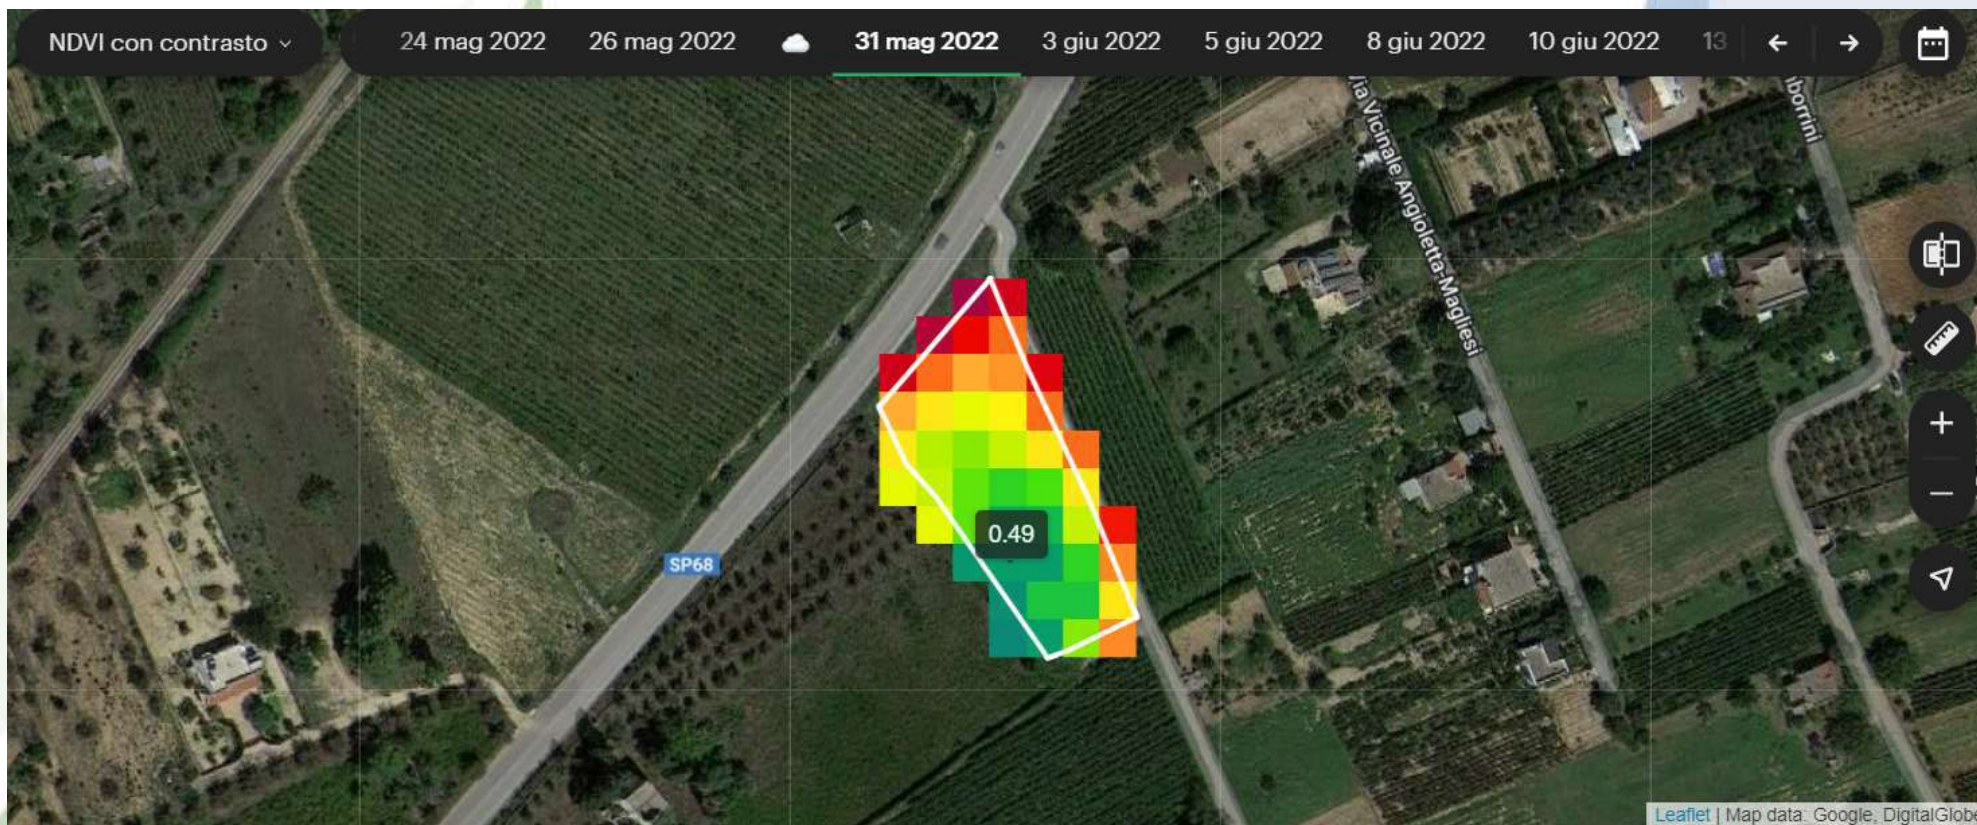 NDVI con contrasto
24 mag 2022 26 mag 2022 31 mag 2022 3 giu 2022 5 giu 2022 8 giu 2022 10 giu 2022 13
Via Vicinale Angioletta-Magliesi
0.49
SP68
Leaflet | Map data: Google, DigitalGlobe